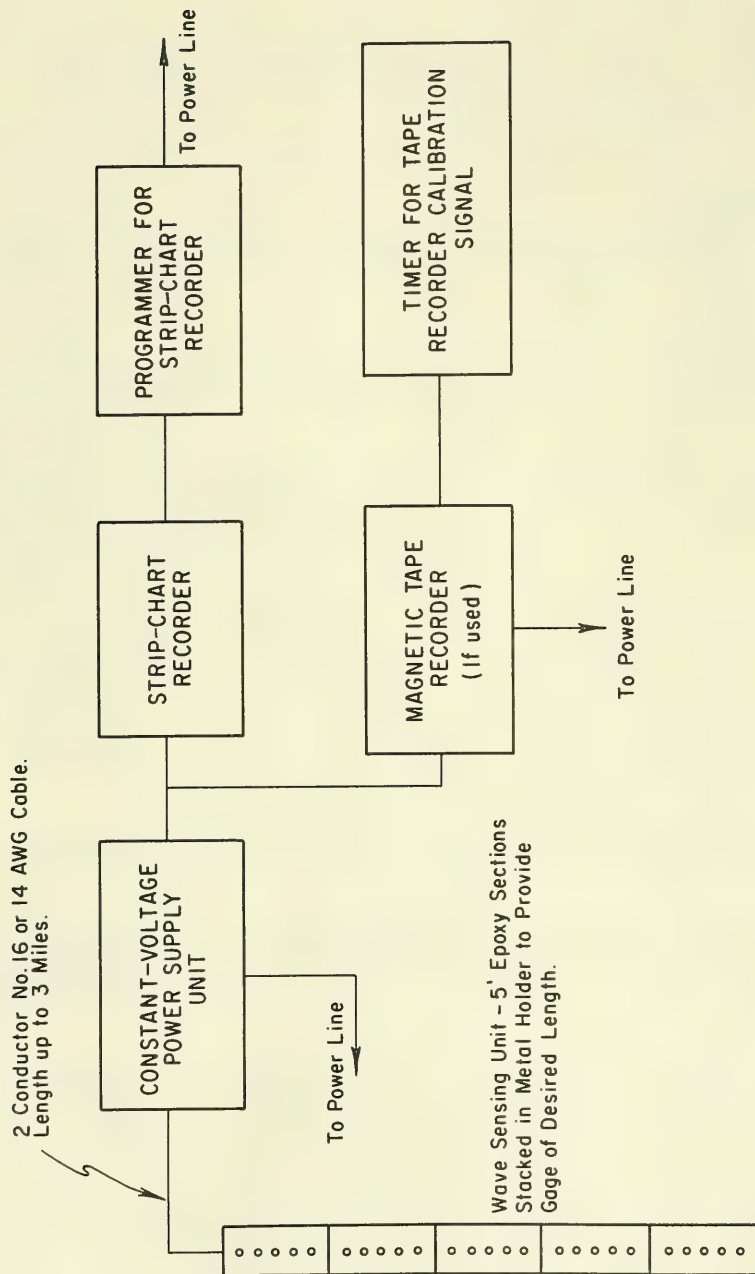 2 Conductor No. 16 or 14 AWG Cable.
Length up to 3 Miles.
CONSTANT-VOLTAGE
POWER SUPPLY
UNIT
To Power Line
STRIP-CHART
RECORDER
PROGRAMMER FOR
STRIP-CHART
RECORDER
To Power Line
MAGNETIC TAPE
RECORDER
(If used)
To Power Line
TIMER FOR TAPE
RECORDER CALIBRATION
SIGNAL
Wave Sensing Unit - 5' Epoxy Sections
Stacked in Metal Holder to Provide
Gage of Desired Length.